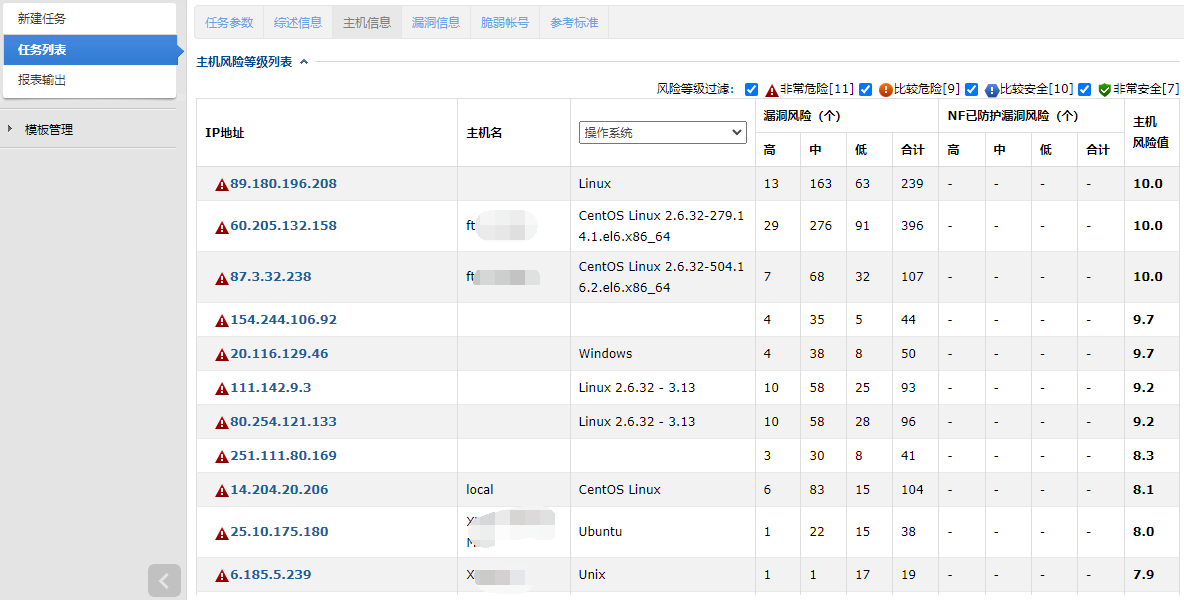 新建任务
任务列表
报表输出
模板管理
任务参数 综述信息 主机信息 漏洞信息 脆弱帐号 参考标准
主机风险等级列表
风险等级过滤: 非常危险[11] 比较危险[9] 比较安全[10] 非常安全[7]
IP地址 主机名 操作系统 漏洞风险（个） NF已防护漏洞风险（个） 主机风险值
高 中 低 合计 高 中 低 合计
89.180.196.208 Linux 13 163 63 239 - - - - 10.0
60.205.132.158 ft CentOS Linux 2.6.32-279.1
4.1.el6.x86_64 29 276 91 396 - - - - 10.0
87.3.32.238 ft CentOS Linux 2.6.32-504.1
6.2.el6.x86_64 7 68 32 107 - - - - 10.0
154.244.106.92 4 35 5 44 - - - - 9.7
20.116.129.46 Windows 4 38 8 50 - - - - 9.7
111.142.9.3 Linux 2.6.32 - 3.13 10 58 25 93 - - - - 9.2
80.254.121.133 Linux 2.6.32 - 3.13 10 58 28 96 - - - - 9.2
251.111.80.169 3 30 8 41 - - - - 8.3
14.204.20.206 local CentOS Linux 6 83 15 104 - - - - 8.1
25.10.175.180 Ubuntu 1 22 15 38 - - - - 8.0
6.185.5.239 X Unix 1 1 17 19 - - - - 7.9